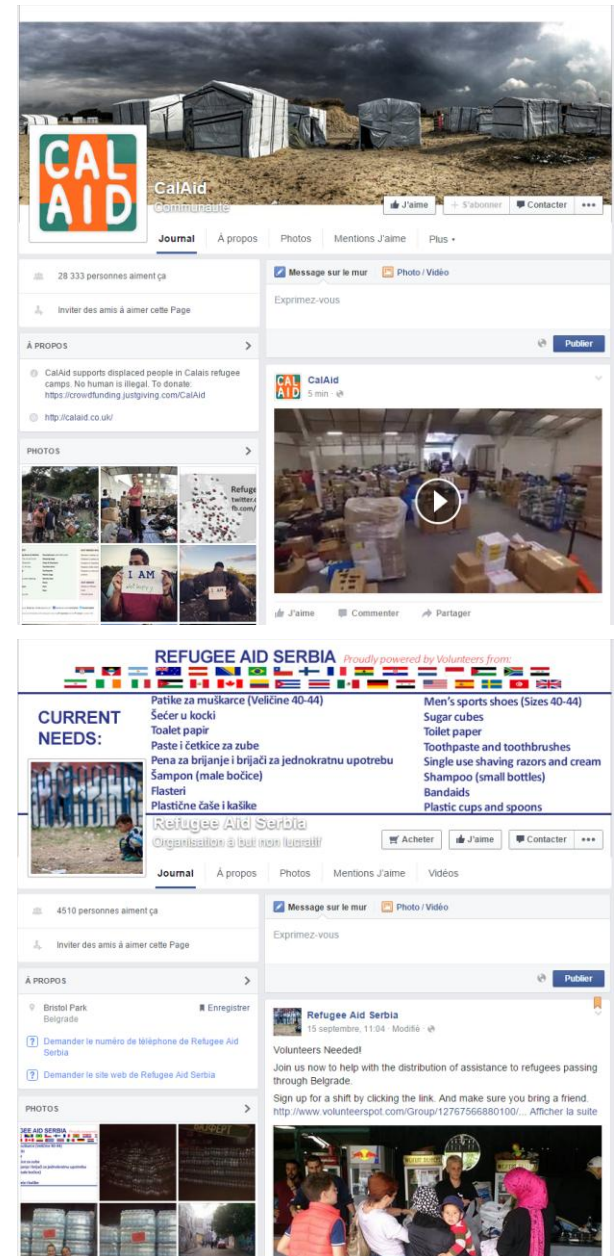 CAL
AID
CalAid
Communauté
J'aime
S'abonner
Contacter
Journal
À propos
Photos
Mentions J'aime
Plus
28 333 personnes aiment ça
Inviter des amis à aimer cette Page
À PROPOS
CalAid supports displaced people in Calais refugee
camps. No human is illegal. To donate:
https://crowdfunding.justgiving.com/CalAid
http://calaid.co.uk/
PHOTOS
Refuge
twitter.c
fb.com/
I AM
I AM
Message sur le mur
Photo / Vidéo
Exprimez-vous
Publier
CAL
AID
CalAid
5 min
J'aime
Commenter
Partager
REFUGEE AID SERBIA Proudly powered by Volunteers from:
CURRENT
NEEDS:
Patike za muškarce (Veličine 40-44)
Šećer u kocki
Toalet papir
Paste i četkice za zube
Pena za brijanje i brijači za jednokratnu upotrebu
Šampon (male bočice)
Flasteri
Plastične čaše i kašike
Men's sports shoes (Sizes 40-44)
Sugar cubes
Toilet paper
Toothpaste and toothbrushes
Single use shaving razors and cream
Shampoo (small bottles)
Bandaids
Plastic cups and spoons
Refugee Aid Serbia
Organisation à but non lucratif
Acheter
J'aime
Contacter
Journal
À propos
Photos
Mentions J'aime
Vidéos
4510 personnes aiment ça
Inviter des amis à aimer cette Page
À PROPOS
Bristol Park
Belgrade
Enregistrer
Demander le numéro de téléphone de Refugee Aid
Serbia
Demander le site web de Refugee Aid Serbia
PHOTOS
Message sur le mur
Photo / Vidéo
Exprimez-vous
Publier
Refugee Aid Serbia
15 septembre, 11:04 · Modifié ·
Volunteers Needed!
Join us now to help with the distribution of assistance to refugees passing
through Belgrade.
Sign up for a shift by clicking the link. And make sure you bring a friend.
http://www.volunteerspot.com/Group/12767566880100/... Afficher la suite